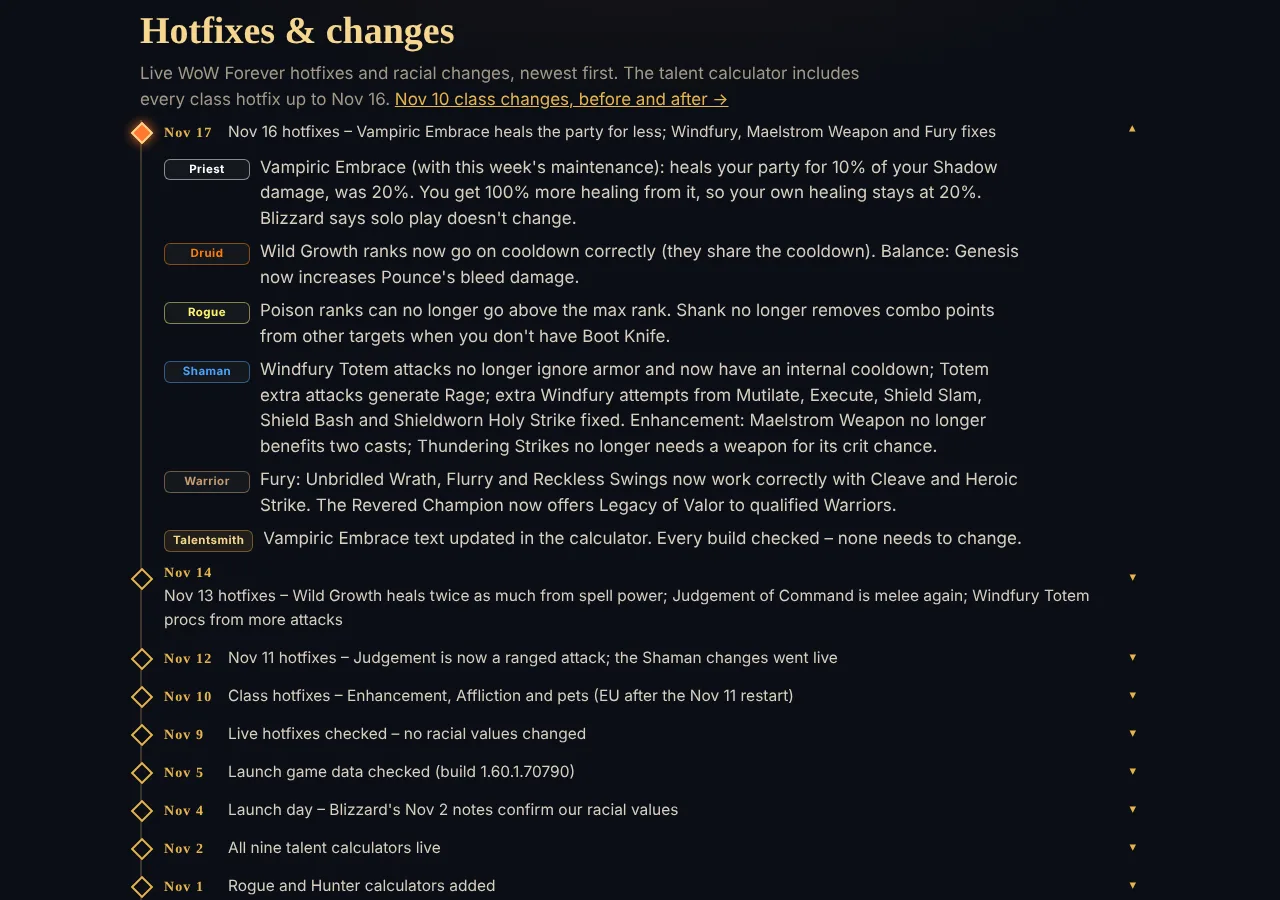 Hotfixes & changes
Live WoW Forever hotfixes and racial changes, newest first. The talent calculator includes
every class hotfix up to Nov 16. Nov 10 class changes, before and after →
Nov 17 Nov 16 hotfixes – Vampiric Embrace heals the party for less; Windfury, Maelstrom Weapon and Fury fixes ▲
Priest Vampiric Embrace (with this week's maintenance): heals your party for 10% of your Shadow
damage, was 20%. You get 100% more healing from it, so your own healing stays at 20%.
Blizzard says solo play doesn't change.
Druid Wild Growth ranks now go on cooldown correctly (they share the cooldown). Balance: Genesis
now increases Pounce's bleed damage.
Rogue Poison ranks can no longer go above the max rank. Shank no longer removes combo points
from other targets when you don't have Boot Knife.
Shaman Windfury Totem attacks no longer ignore armor and now have an internal cooldown; Totem
extra attacks generate Rage; extra Windfury attempts from Mutilate, Execute, Shield Slam,
Shield Bash and Shieldworn Holy Strike fixed. Enhancement: Maelstrom Weapon no longer
benefits two casts; Thundering Strikes no longer needs a weapon for its crit chance.
Warrior Fury: Unbridled Wrath, Flurry and Reckless Swings now work correctly with Cleave and Heroic
Strike. The Revered Champion now offers Legacy of Valor to qualified Warriors.
Talentsmith Vampiric Embrace text updated in the calculator. Every build checked – none needs to change.
Nov 14 ▼
Nov 13 hotfixes – Wild Growth heals twice as much from spell power; Judgement of Command is melee again; Windfury Totem
procs from more attacks
Nov 12 Nov 11 hotfixes – Judgement is now a ranged attack; the Shaman changes went live ▼
Nov 10 Class hotfixes – Enhancement, Affliction and pets (EU after the Nov 11 restart) ▼
Nov 9 Live hotfixes checked – no racial values changed ▼
Nov 5 Launch game data checked (build 1.60.1.70790) ▼
Nov 4 Launch day – Blizzard's Nov 2 notes confirm our racial values ▼
Nov 2 All nine talent calculators live ▼
Nov 1 Rogue and Hunter calculators added ▼